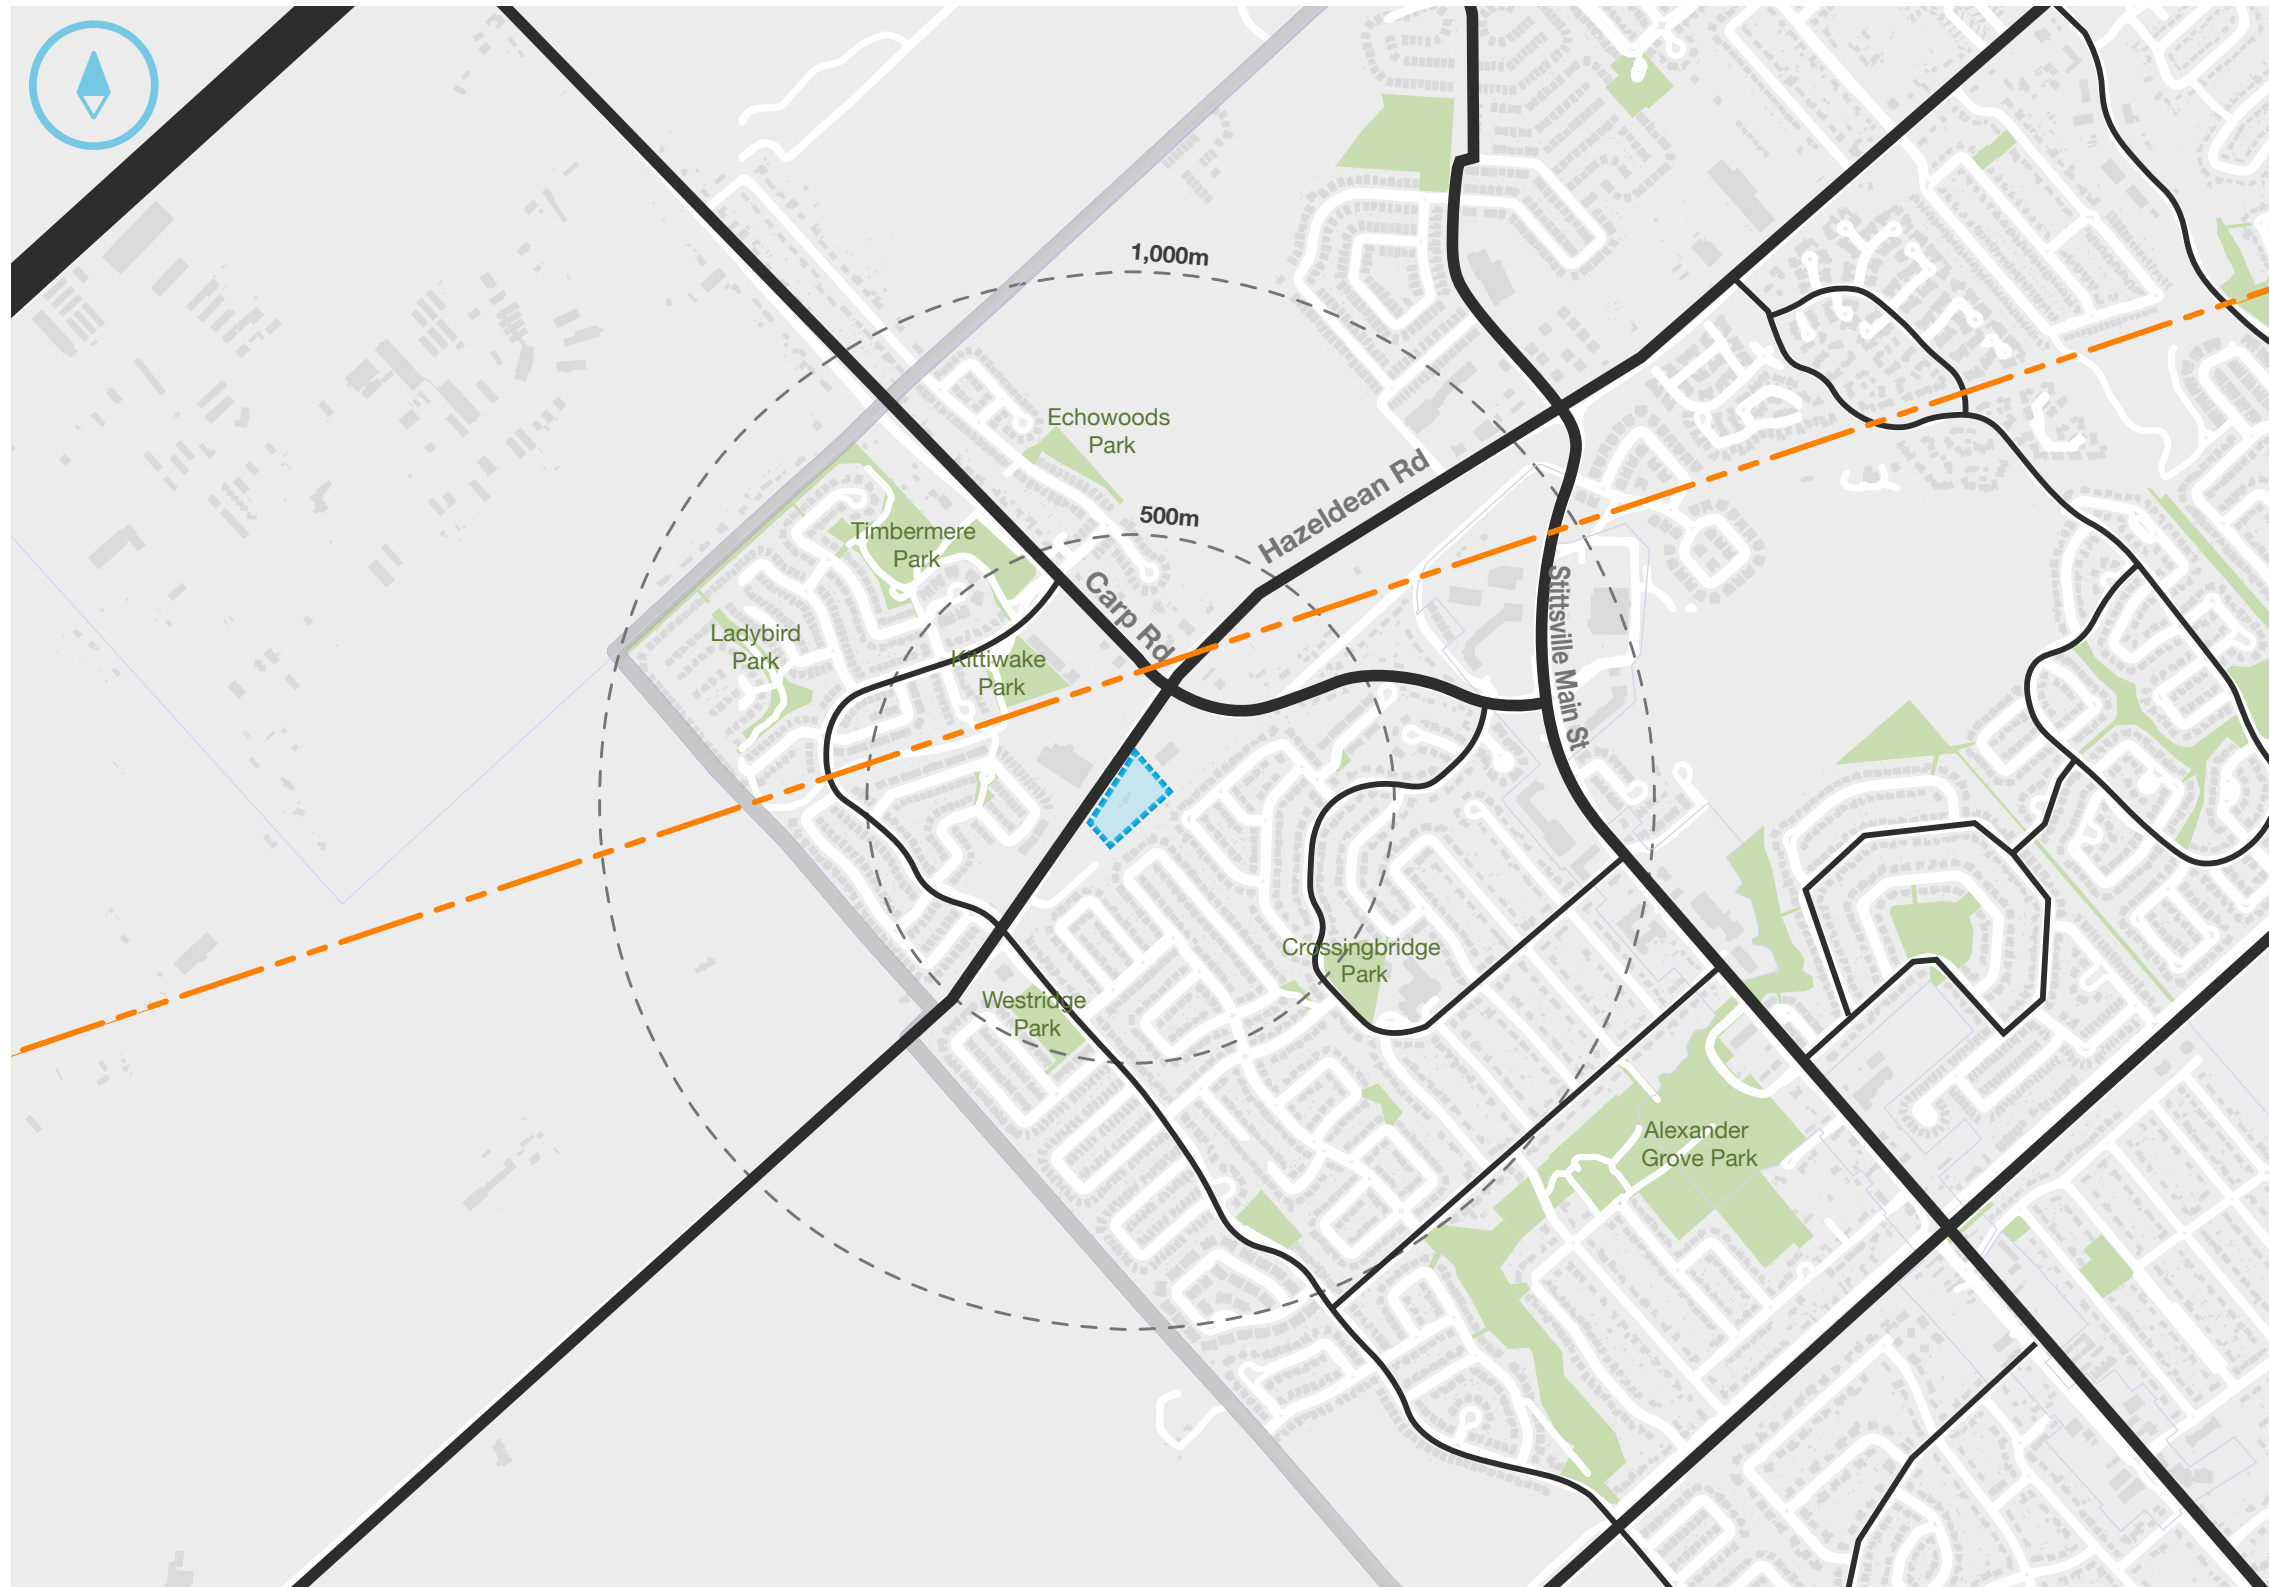 1,000m
Echowoods
Park
Hazeldean Rd
500m
Timbermere
Park
Carp Rd
Stittsville Main St
Ladybird
Park
Kittiwake
Park
Crossingbridge
Park
Westridge
Park
Alexander
Grove Park